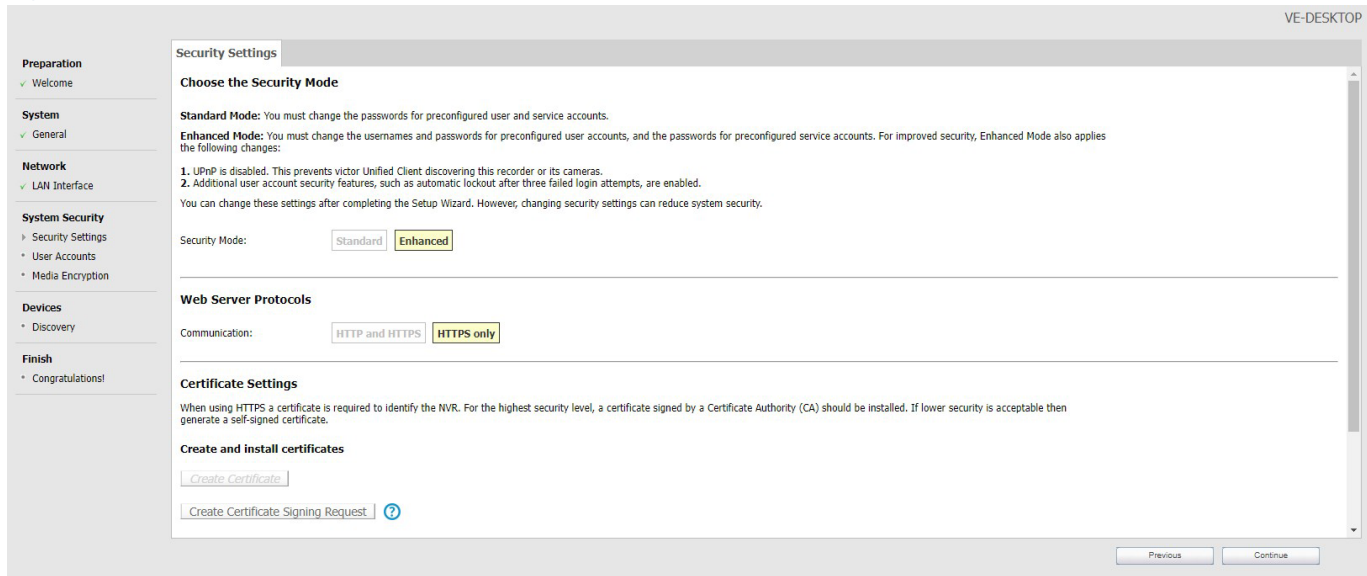 VE-DESKTOP
Preparation
Welcome
System
General
Network
LAN Interface
System Security
Security Settings
User Accounts
Media Encryption
Devices
Discovery
Finish
Congratulations!
Security Settings
Choose the Security Mode
Standard Mode: You must change the passwords for preconfigured user and service accounts.
Enhanced Mode: You must change the usernames and passwords for preconfigured user accounts, and the passwords for preconfigured service accounts. For improved security, Enhanced Mode also applies
the following changes:
1. UPnP is disabled. This prevents victor Unified Client discovering this recorder or its cameras.
2. Additional user account security features, such as automatic lockout after three failed login attempts, are enabled.
You can change these settings after completing the Setup Wizard. However, changing security settings can reduce system security.
Security Mode: Standard Enhanced
Web Server Protocols
Communication: HTTP and HTTPS HTTPS only
Certificate Settings
When using HTTPS a certificate is required to identify the NVR. For the highest security level, a certificate signed by a Certificate Authority (CA) should be installed. If lower security is acceptable then
generate a self-signed certificate.
Create and install certificates
Create Certificate
Create Certificate Signing Request ?
Previous Continue